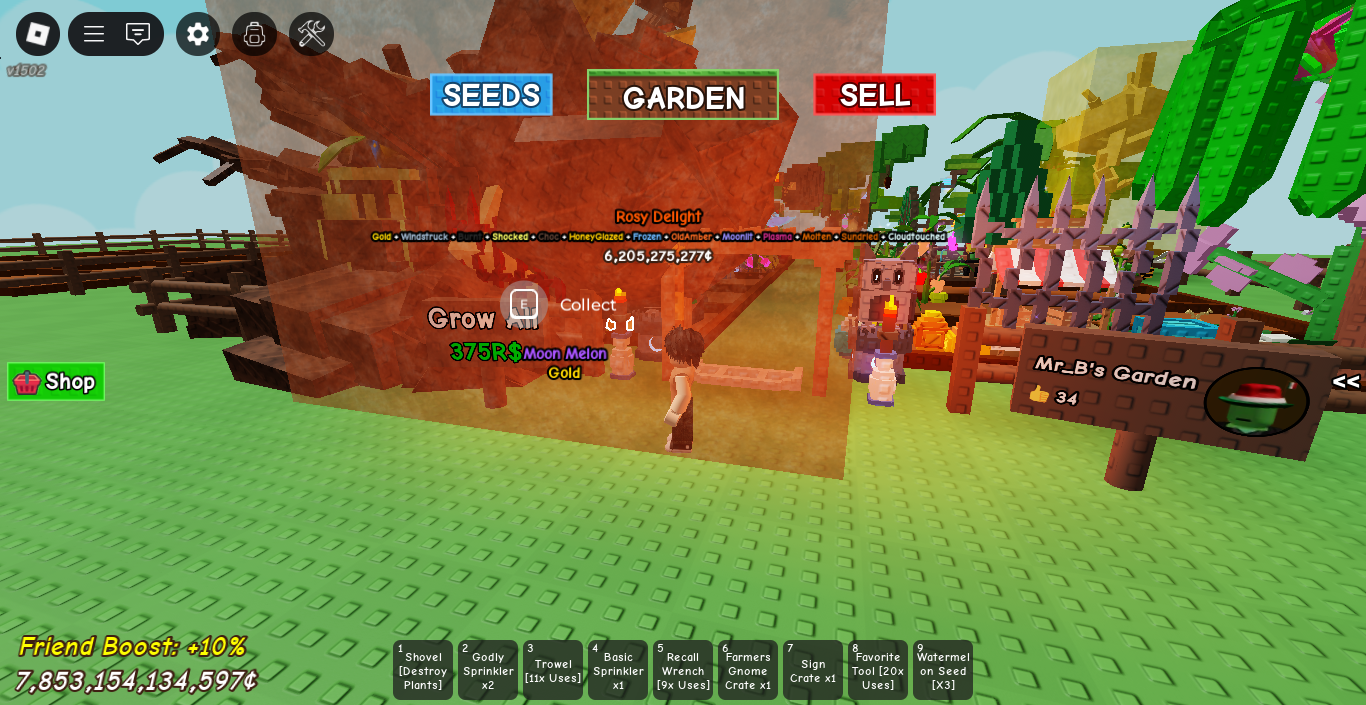 v1502
SEEDS
GARDEN
SELL
Rosy Delight
Gold • Windstruck • Burnt • Shocked • Choc • HoneyGlazed • Frozen • OldAmber • Moonlit • Plasma • Molten • Sundried • Cloudtouched
6,205,275,277¢
E
Collect
Grow All
375R$
Moon Melon
Gold
Shop
Mr_B's Garden
34
<<
Friend Boost: +10%
7,853,154,134,597¢
1
Shovel
[Destroy
Plants]
2
Godly
Sprinkler
x2
3
Trowel
[11x Uses]
4
Basic
Sprinkler
x1
5
Recall
Wrench
[9x Uses]
6
Farmers
Gnome
Crate x1
7
Sign
Crate x1
8
Favorite
Tool [20x
Uses]
9
Watermel
on Seed
[X3]